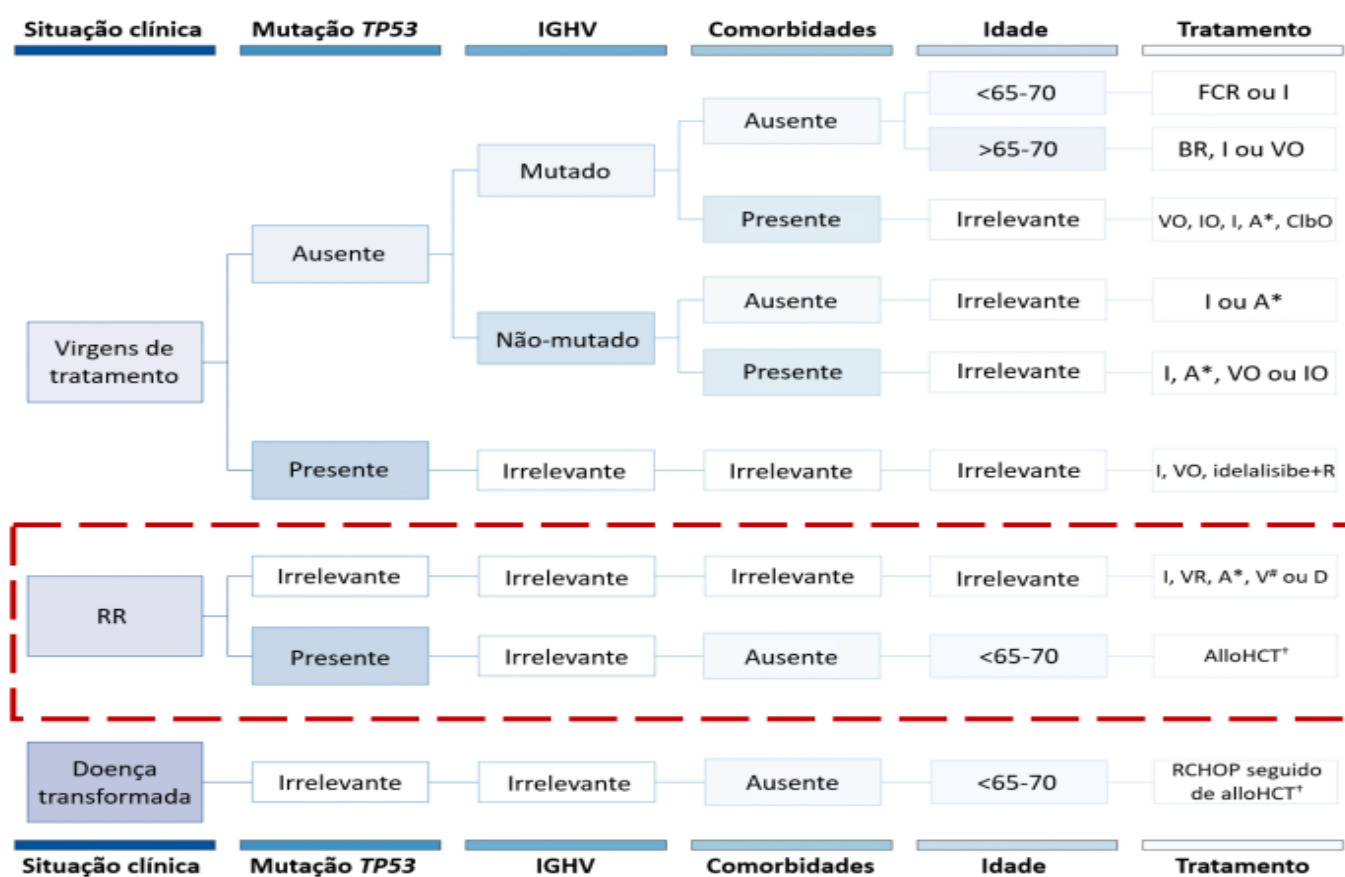 Situação clínica Mutação TP53 IGHV Comorbidades Idade Tratamento
<65-70 FCR ou I
Ausente
>65-70 BR, I ou VO
Mutado
Presente Irrelevante VO, IO, I, A*, ClbO
Ausente
Ausente Irrelevante I ou A*
Não-mutado
Virgens de
tratamento
Presente Irrelevante I, A*, VO ou IO
Presente Irrelevante Irrelevante Irrelevante I, VO, idelalisibe+R
Irrelevante Irrelevante Irrelevante Irrelevante I, VR, A*, V# ou D
RR
Presente Irrelevante Ausente <65-70 AlloHCT†
Doença
transformada
Irrelevante Irrelevante Ausente <65-70
RCHOP seguido
de alloHCT†
Situação clínica Mutação TP53 IGHV Comorbidades Idade Tratamento